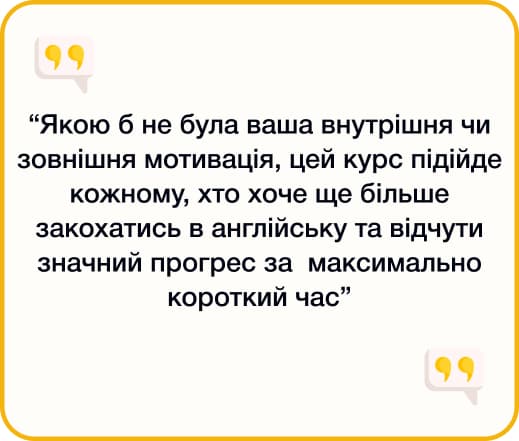 “Якою б не була ваша внутрішня чи
зовнішня мотивація, цей курс підійде
кожному, хто хоче ще більше
закохатись в англійську та відчути
значний прогрес за  максимально
короткий час”